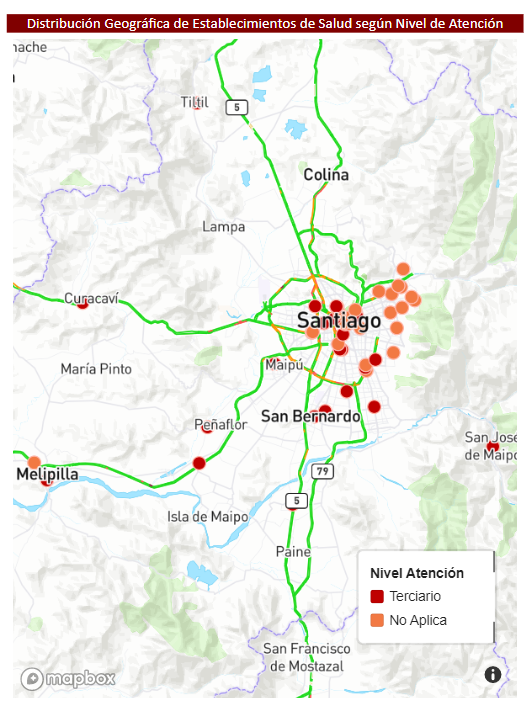 Distribución Geográfica de Establecimientos de Salud según Nivel de Atención
nache
Tiltil
5
Colina
Lampa
Curacaví
Santiago
María Pinto
Maipú
San Bernardo
Peñaflor
San Jose
de Maipo
Melipilla
79
5
Isla de Maipo
Paine
Nivel Atención
Terciario
No Aplica
San Francisco
de Mostazal
mapbox
i